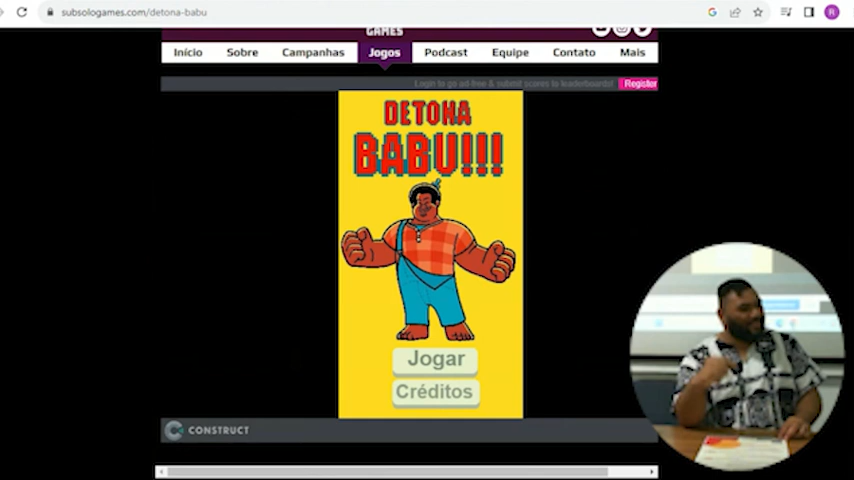 subsologames.com/detona-babu
GAMES
Início Sobre Campanhas Jogos Podcast Equipe Contato Mais
Login to go ad-free & submit scores to leaderboards! Register
DETONA
BABU!!!
Jogar
Créditos
CONSTRUCT